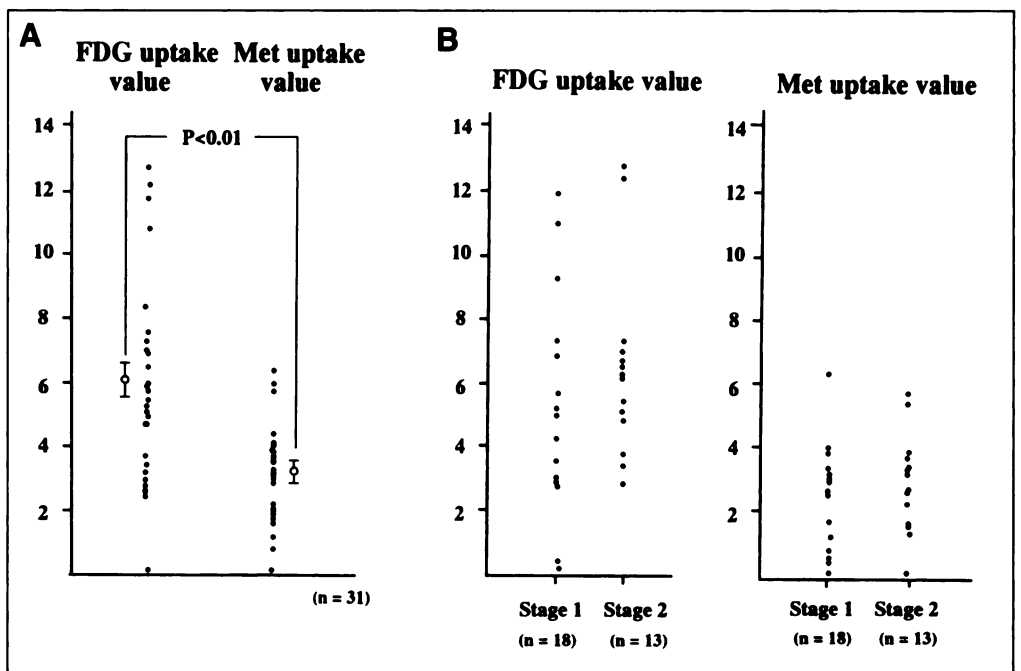 A
FDG uptake value
Met uptake value
14
12
10
8
6
4
2
P<0.01
(n = 31)
B
FDG uptake value
14
12
10
8
6
4
2
Stage 1
(n = 18)
Stage 2
(n = 13)
Met uptake value
14
12
10
8
6
4
2
Stage 1
(n = 18)
Stage 2
(n = 13)